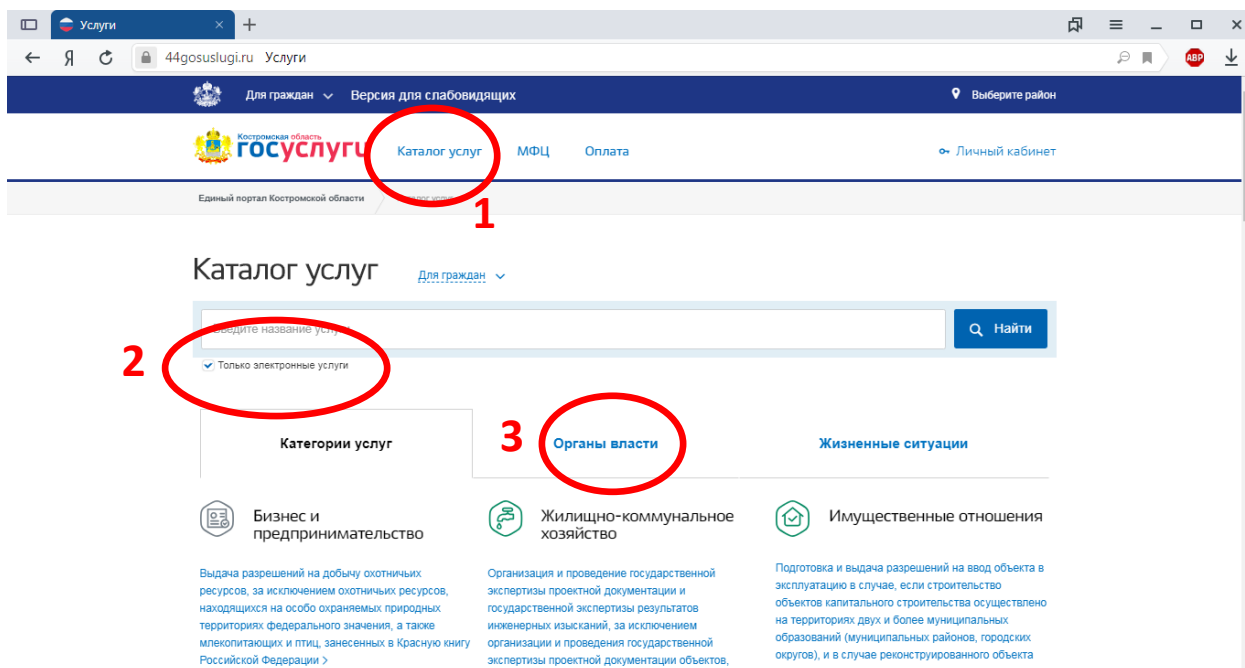 Услуги
44gosuslugi.ru Услуги
ABP
Для граждан Версия для слабовидящих Выберите район
Костромская область
госуслуги Каталог услуг МФЦ Оплата Личный кабинет
Единый портал Костромской области Каталог услуг
1
Каталог услуг Для граждан
Введите название услуги Найти
2
Только электронные услуги
Категории услуг 3 Органы власти Жизненные ситуации
Бизнес и
предпринимательство
Выдача разрешений на добычу охотничьих
ресурсов, за исключением охотничьих ресурсов,
находящихся на особо охраняемых природных
территориях федерального значения, а также
млекопитающих и птиц, занесенных в Красную книгу
Российской Федерации >
Жилищно-коммунальное
хозяйство
Организация и проведение государственной
экспертизы проектной документации и
государственной экспертизы результатов
инженерных изысканий, за исключением
организации и проведения государственной
экспертизы проектной документации объектов,
Имущественные отношения
Подготовка и выдача разрешений на ввод объекта в
эксплуатацию в случае, если строительство
объектов капитального строительства осуществлено
на территориях двух и более муниципальных
образований (муниципальных районов, городских
округов), и в случае реконструированного объекта